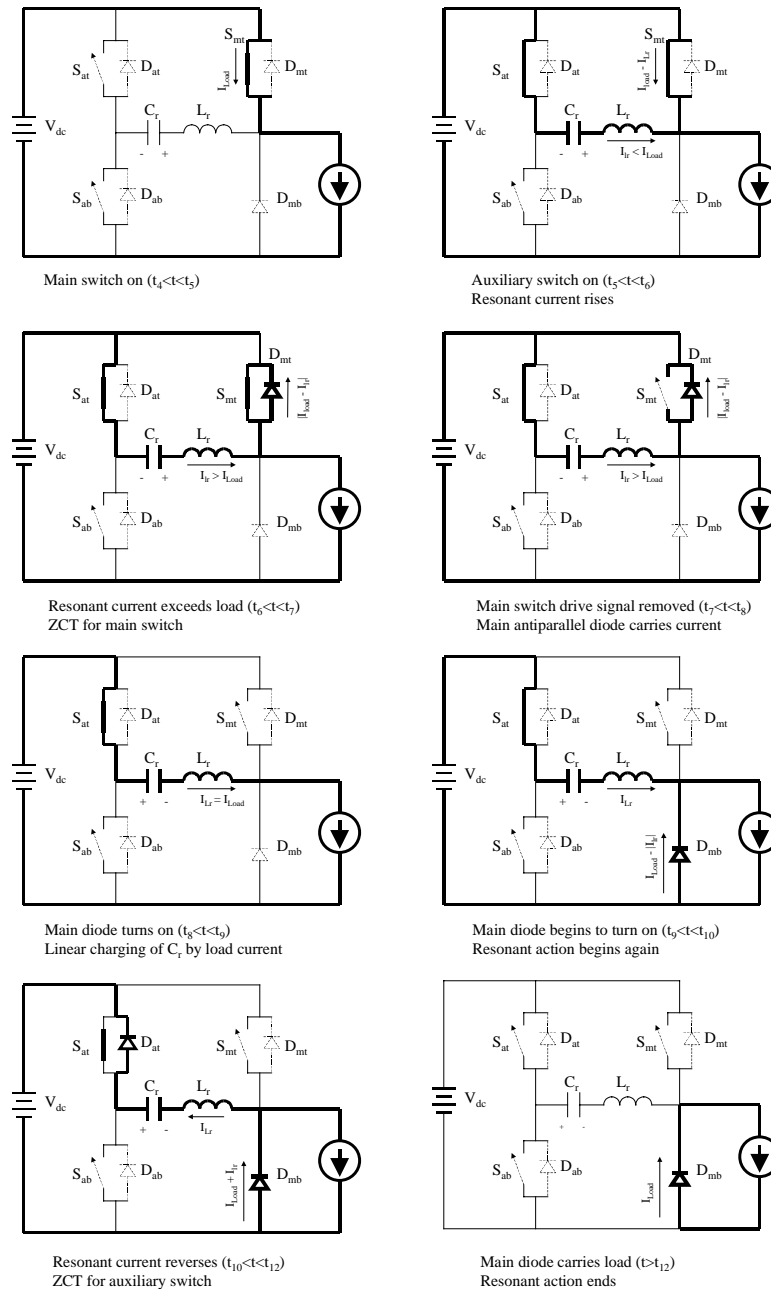 S_at
D_at
S_mt
I_Load
D_mt
C_r
L_r
V_dc
- +
S_ab
D_ab
D_mb
Main switch on (t_4<t<t_5)
S_at
D_at
S_mt
I_load - I_Lr
D_mt
C_r
L_r
V_dc
- +
I_lr < I_Load
S_ab
D_ab
D_mb
Auxiliary switch on (t_5<t<t_6)
Resonant current rises
D_mt
S_at
D_at
S_mt
|I_load - I_lr|
C_r
L_r
V_dc
- +
I_lr > I_Load
S_ab
D_ab
D_mb
Resonant current exceeds load (t_6<t<t_7)
ZCT for main switch
D_mt
S_at
D_at
S_mt
|I_load - I_lr|
C_r
L_r
V_dc
- +
I_lr > I_Load
S_ab
D_ab
D_mb
Main switch drive signal removed (t_7<t<t_8)
Main antiparallel diode carries current
S_at
D_at
S_mt
D_mt
C_r
L_r
V_dc
+ -
I_Lr = I_Load
S_ab
D_ab
D_mb
Main diode turns on (t_8<t<t_9)
Linear charging of C_r by load current
S_at
D_at
S_mt
D_mt
C_r
L_r
V_dc
+ -
I_Lr
S_ab
D_ab
I_Load - |I_lr|
D_mb
Main diode begins to turn on (t_9<t<t_10)
Resonant action begins again
S_at
D_at
S_mt
D_mt
C_r
L_r
V_dc
+ -
I_Lr
S_ab
D_ab
I_Load + I_lr
D_mb
Resonant current reverses (t_10<t<t_12)
ZCT for auxiliary switch
S_at
D_at
S_mt
D_mt
C_r
L_r
V_dc
+ -
S_ab
D_ab
I_Load
D_mb
Main diode carries load (t>t_12)
Resonant action ends